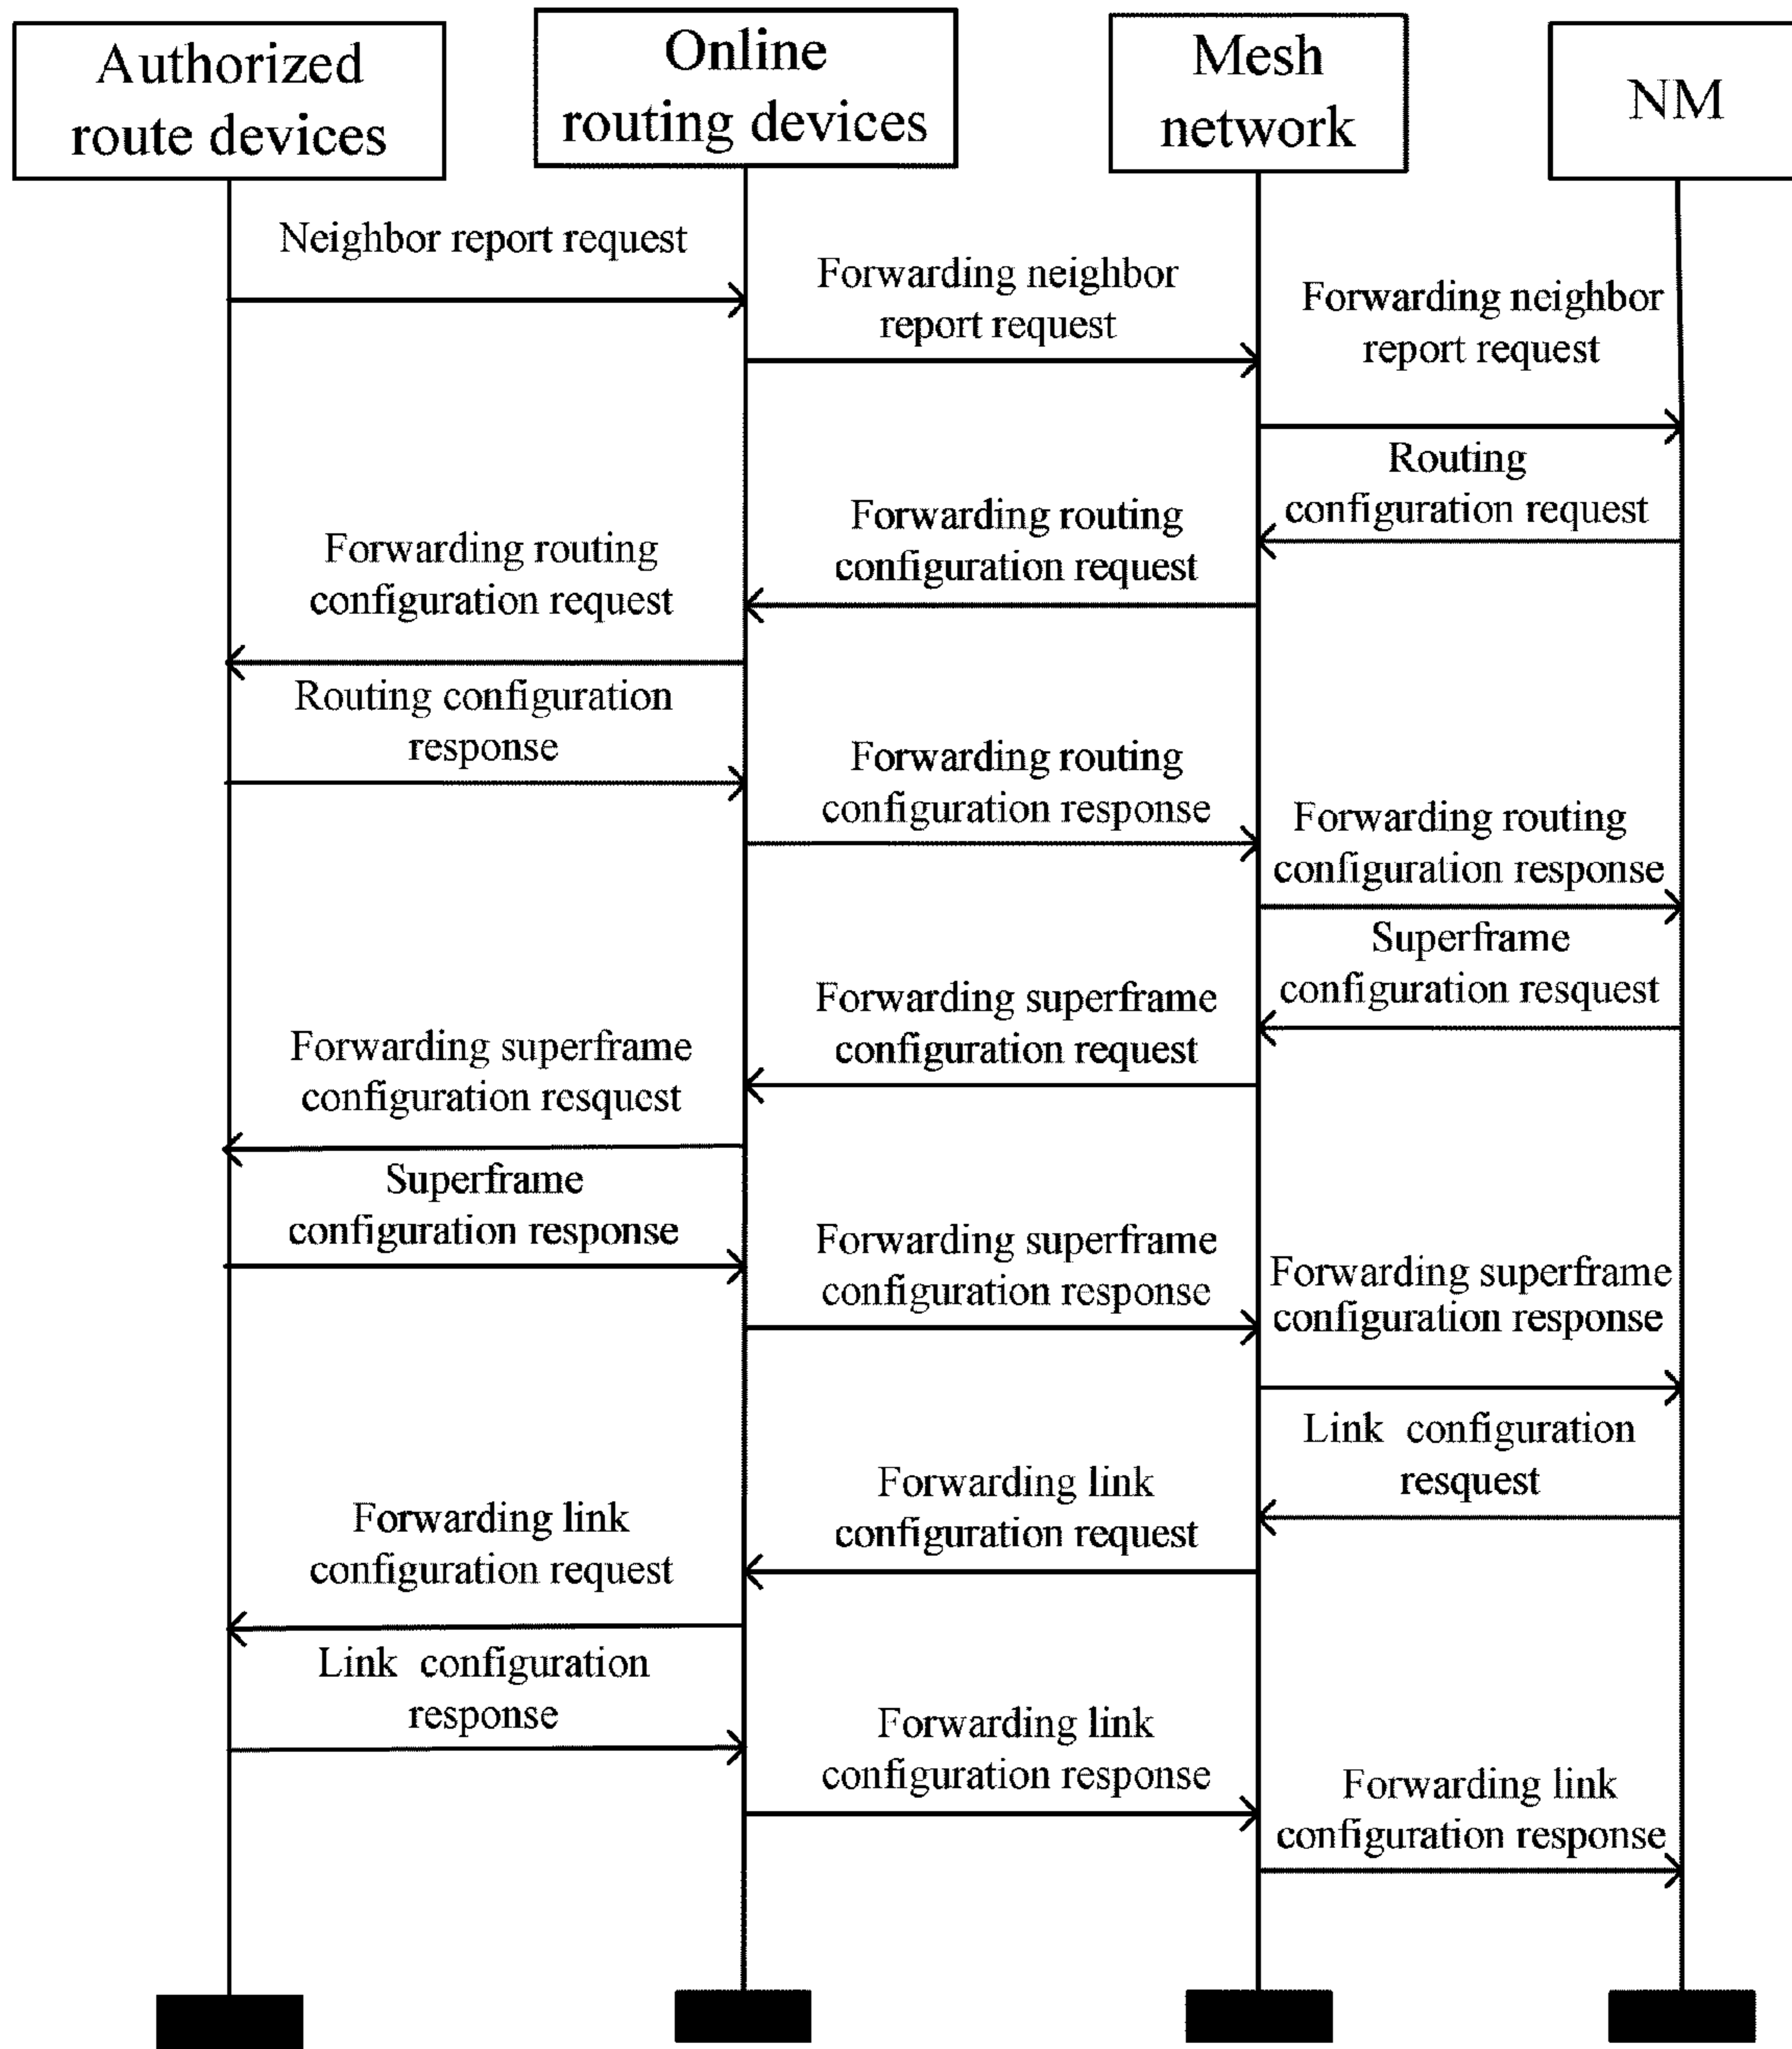 Authorized
route devices
Online
routing devices
Mesh
network
NM
Neighbor report request
Forwarding neighbor
report request
Forwarding neighbor
report request
Routing
configuration request
Forwarding routing
configuration request
Forwarding routing
configuration request
Routing configuration
response
Forwarding routing
configuration response
Forwarding routing
configuration response
Superframe
configuration resquest
Forwarding superframe
configuration request
Forwarding superframe
configuration resquest
Superframe
configuration response
Forwarding superframe
configuration response
Forwarding superframe
configuration response
Link configuration
resquest
Forwarding link
configuration request
Forwarding link
configuration request
Link configuration
response
Forwarding link
configuration response
Forwarding link
configuration response